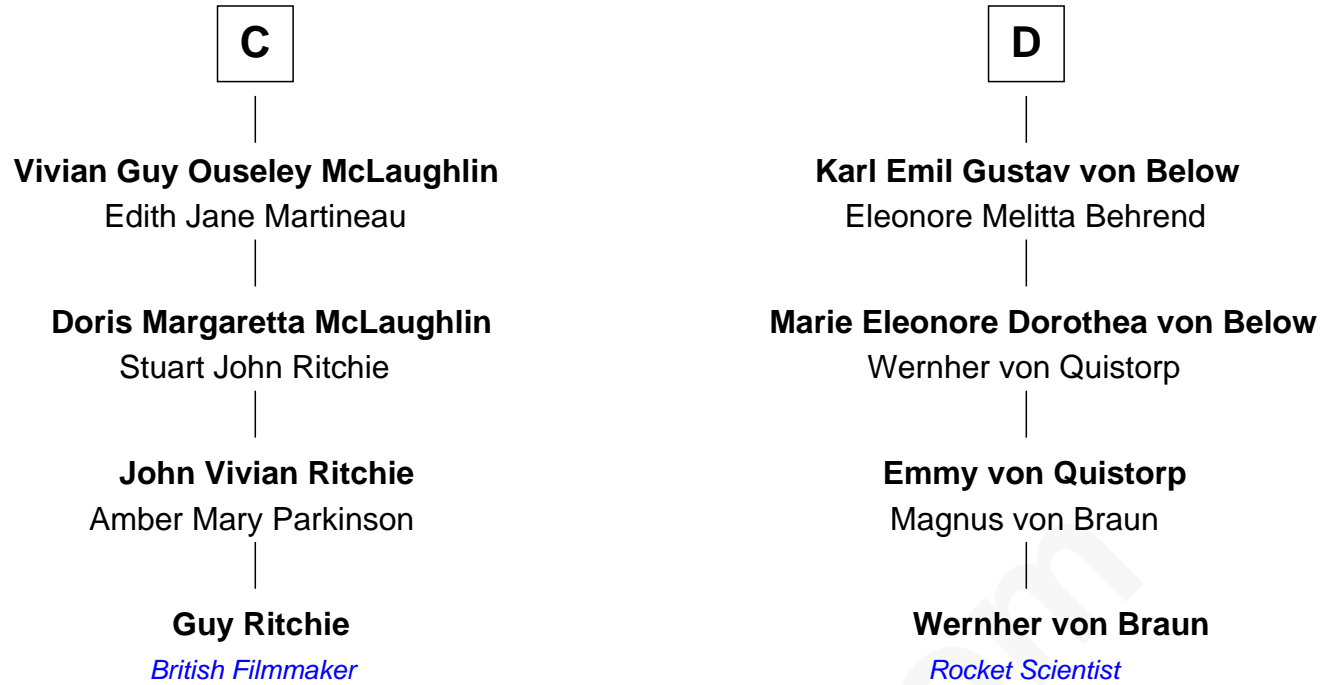 C
Vivian Guy Ouseley McLaughlin
Edith Jane Martineau
Doris Margaretta McLaughlin
Stuart John Ritchie
John Vivian Ritchie
Amber Mary Parkinson
Guy Ritchie
British Filmmaker
D
Karl Emil Gustav von Below
Eleonore Melitta Behrend
Marie Eleonore Dorothea von Below
Wernher von Quistorp
Emmy von Quistorp
Magnus von Braun
Wernher von Braun
Rocket Scientist